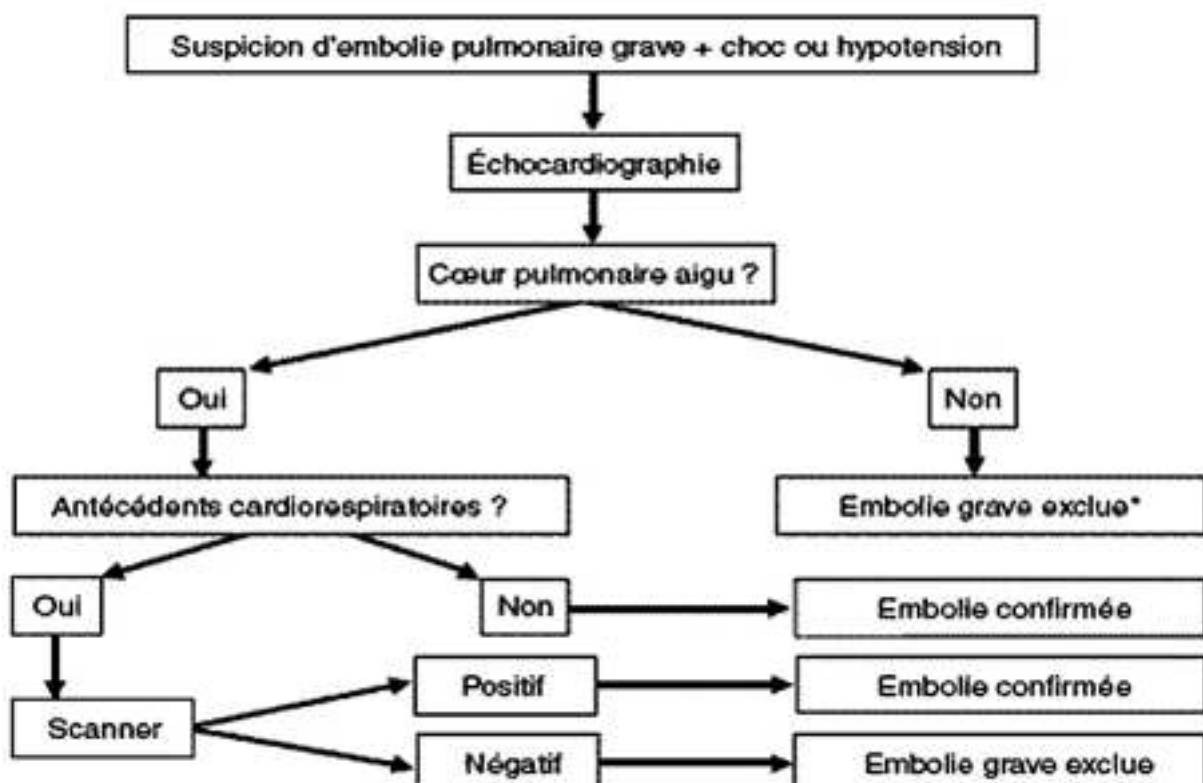 Suspicion d'embolie pulmonaire grave + choc ou hypotension
Échocardiographie
Cœur pulmonaire aigu ?
Oui
Non
Antécédents cardiorespiratoires ?
Embolie grave exclue*
Oui
Non
Embolie confirmée
Scanner
Positif
Embolie confirmée
Négatif
Embolie grave exclue